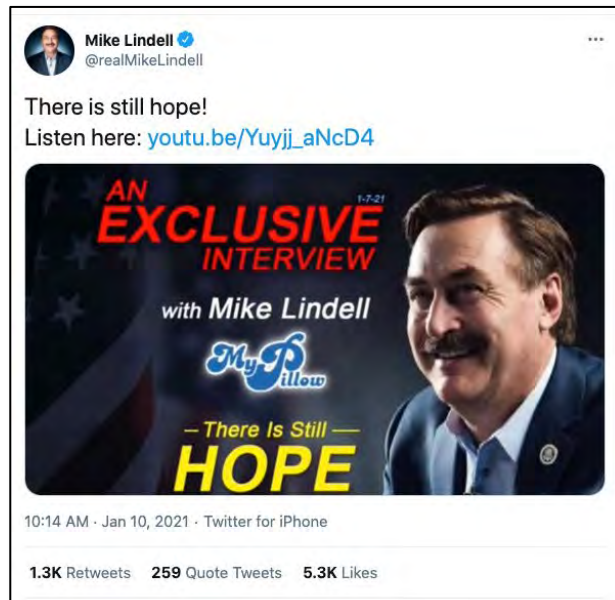 Mike Lindell
@realMikeLindell
There is still hope!
Listen here: youtu.be/Yuyjj_aNcD4
AN
1-7-21
EXCLUSIVE
INTERVIEW
with Mike Lindell
MyPillow
– There Is Still —
HOPE
10:14 AM · Jan 10, 2021 · Twitter for iPhone
1.3K Retweets 259 Quote Tweets 5.3K Likes